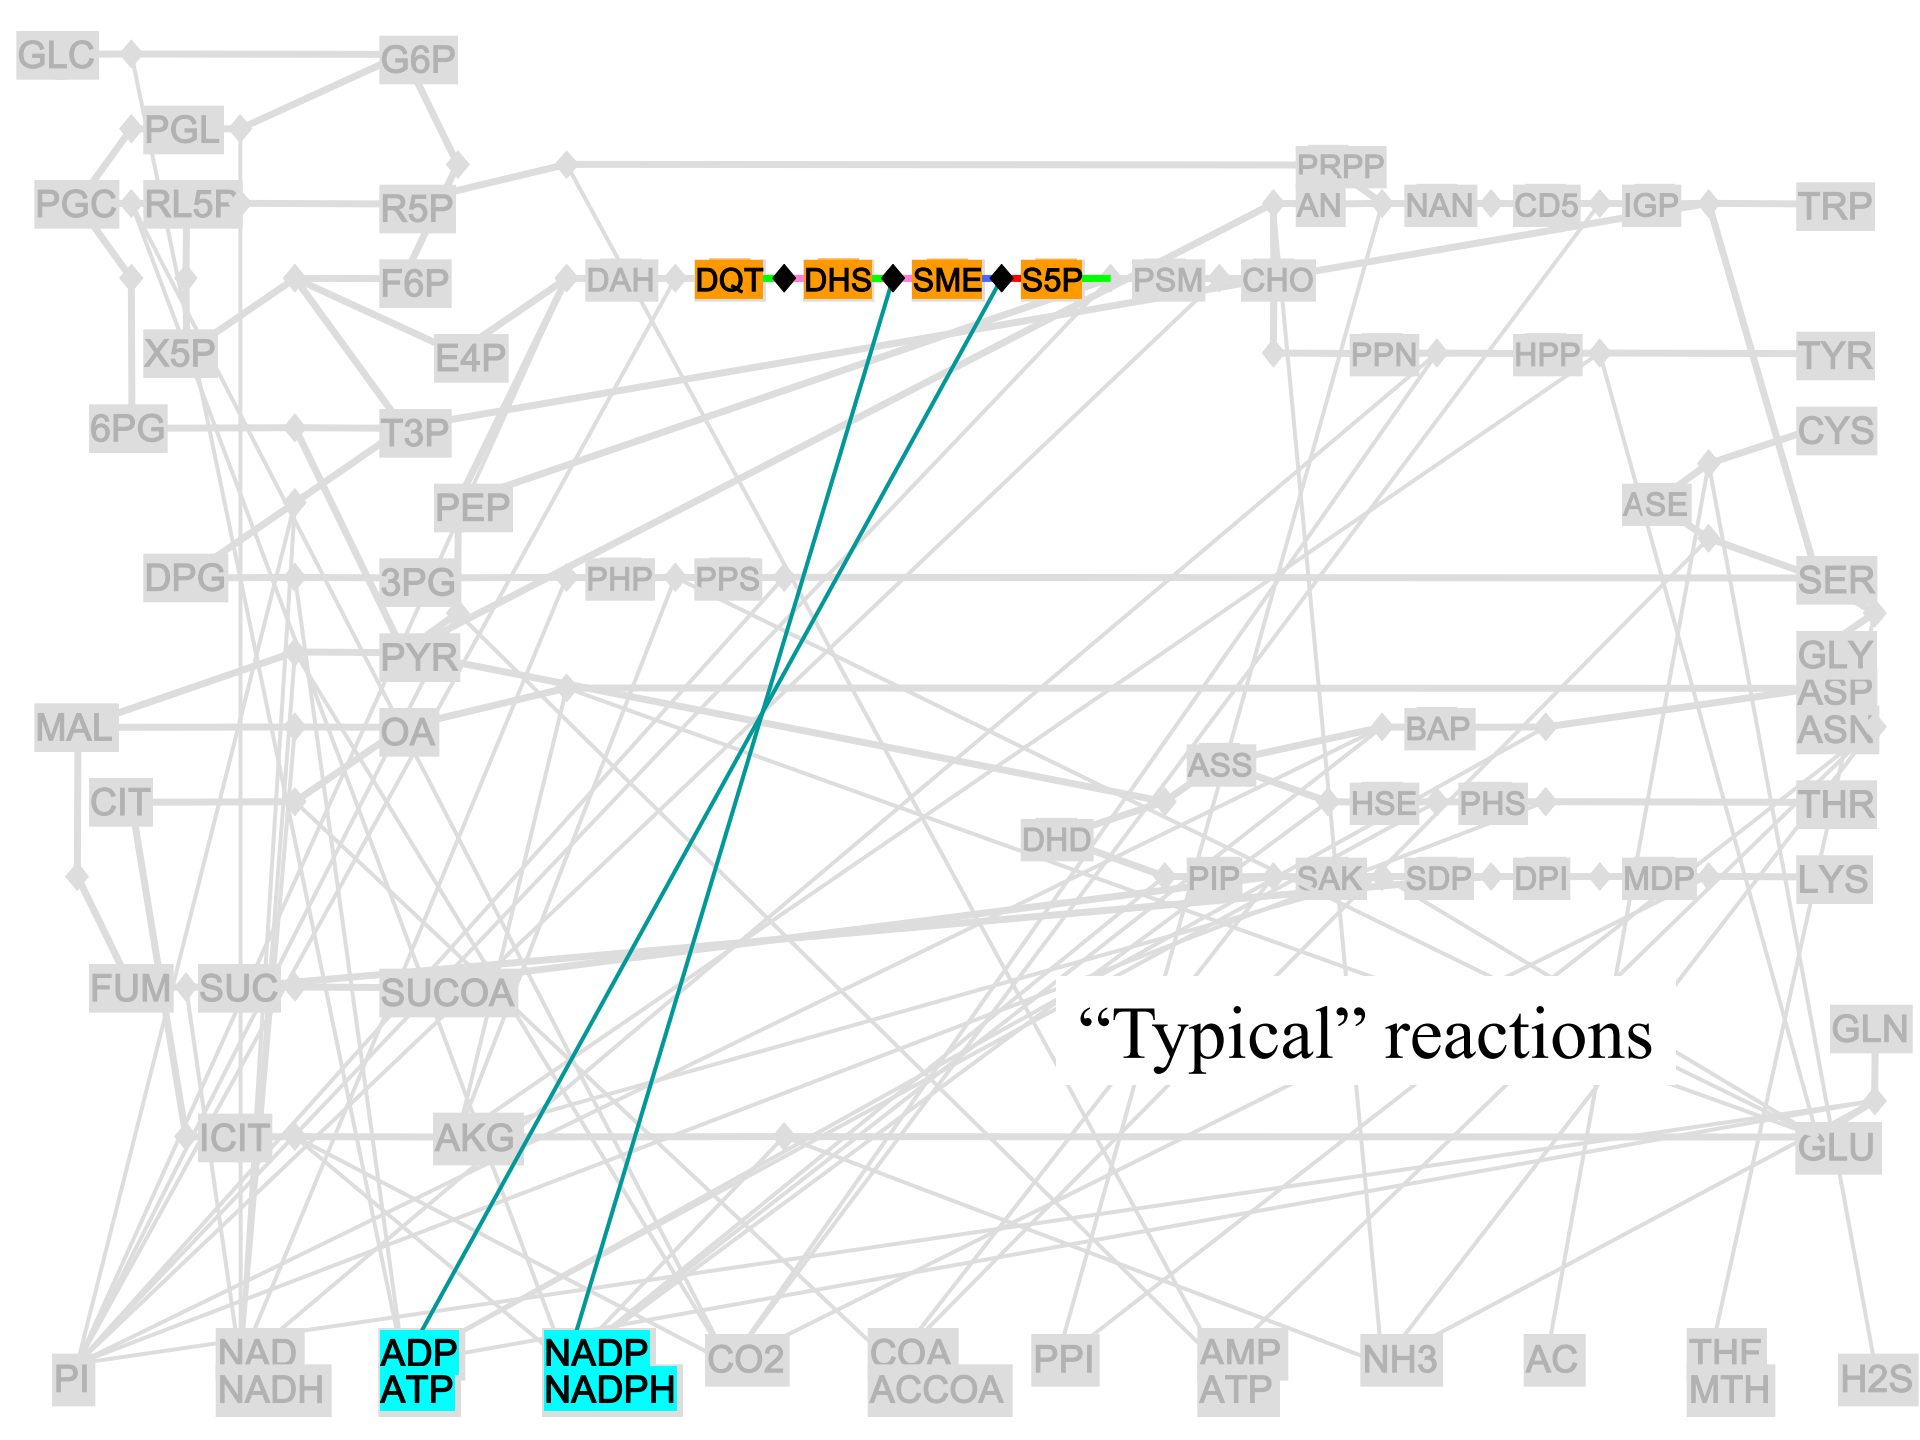 GLC G6P
PGL
PRPP
PGC RL5P R5P AN NAN CD5 IGP TRP
F6P DAH DQT DHS SME S5P PSM CHO
X5P E4P PPN HPP TYR
6PG T3P CYS
PEP ASE
DPG 3PG PHP PPS SER
PYR GLY
ASP
MAL OA BAP ASN
ASS
CIT HSE PHS THR
DHD
PIP SAK SDP DPI MDP LYS
FUM SUC SUCOA
“Typical” reactions
GLN
ICIT AKG GLU
NAD ADP NADP COA AMP THF
PI CO2 PPI NH3 AC H2S
NADH ATP NADPH ACCOA ATP MTH